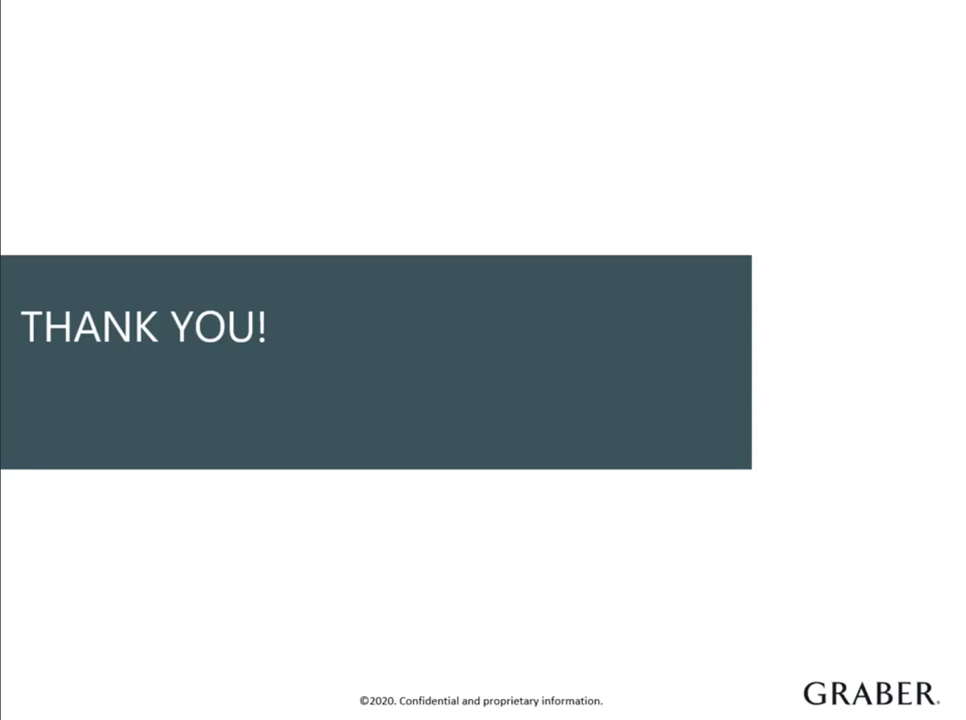 THANK YOU!
©2020. Confidential and proprietary information.
GRABER.